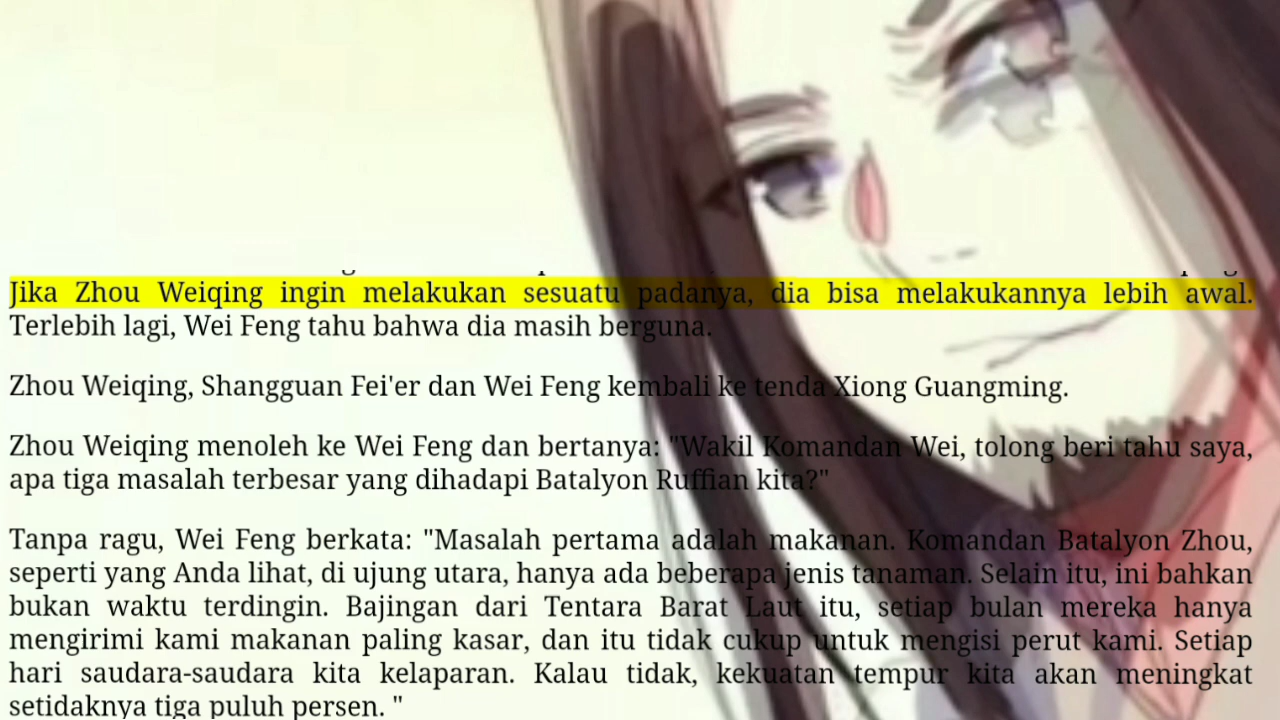 Jika Zhou Weiqing ingin melakukan sesuatu padanya, dia bisa melakukannya lebih awal.
Terlebih lagi, Wei Feng tahu bahwa dia masih berguna.
Zhou Weiqing, Shangguan Fei'er dan Wei Feng kembali ke tenda Xiong Guangming.
Zhou Weiqing menoleh ke Wei Feng dan bertanya: "Wakil Komandan Wei, tolong beri tahu saya,
apa tiga masalah terbesar yang dihadapi Batalyon Ruffian kita?"
Tanpa ragu, Wei Feng berkata: "Masalah pertama adalah makanan. Komandan Batalyon Zhou,
seperti yang Anda lihat, di ujung utara, hanya ada beberapa jenis tanaman. Selain itu, ini bahkan
bukan waktu terdingin. Bajingan dari Tentara Barat Laut itu, setiap bulan mereka hanya
mengirimi kami makanan paling kasar, dan itu tidak cukup untuk mengisi perut kami. Setiap
hari saudara-saudara kita kelaparan. Kalau tidak, kekuatan tempur kita akan meningkat
setidaknya tiga puluh persen. "